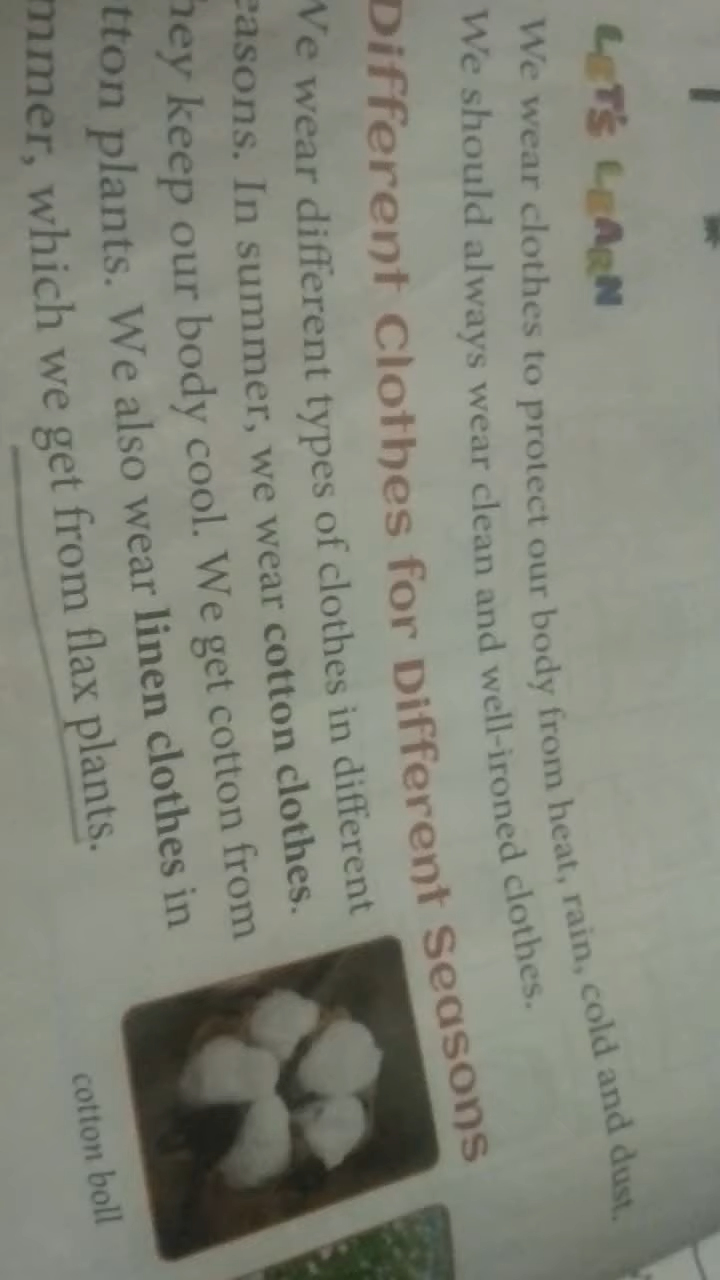 LET'S LEARN
We wear clothes to protect our body from heat, rain, cold and dust.
We should always wear clean and well-ironed clothes.
Different Clothes for Different Seasons
We wear different types of clothes in different
easons. In summer, we wear cotton clothes.
hey keep our body cool. We get cotton from
tton plants. We also wear linen clothes in
mmer, which we get from flax plants.
cotton boll